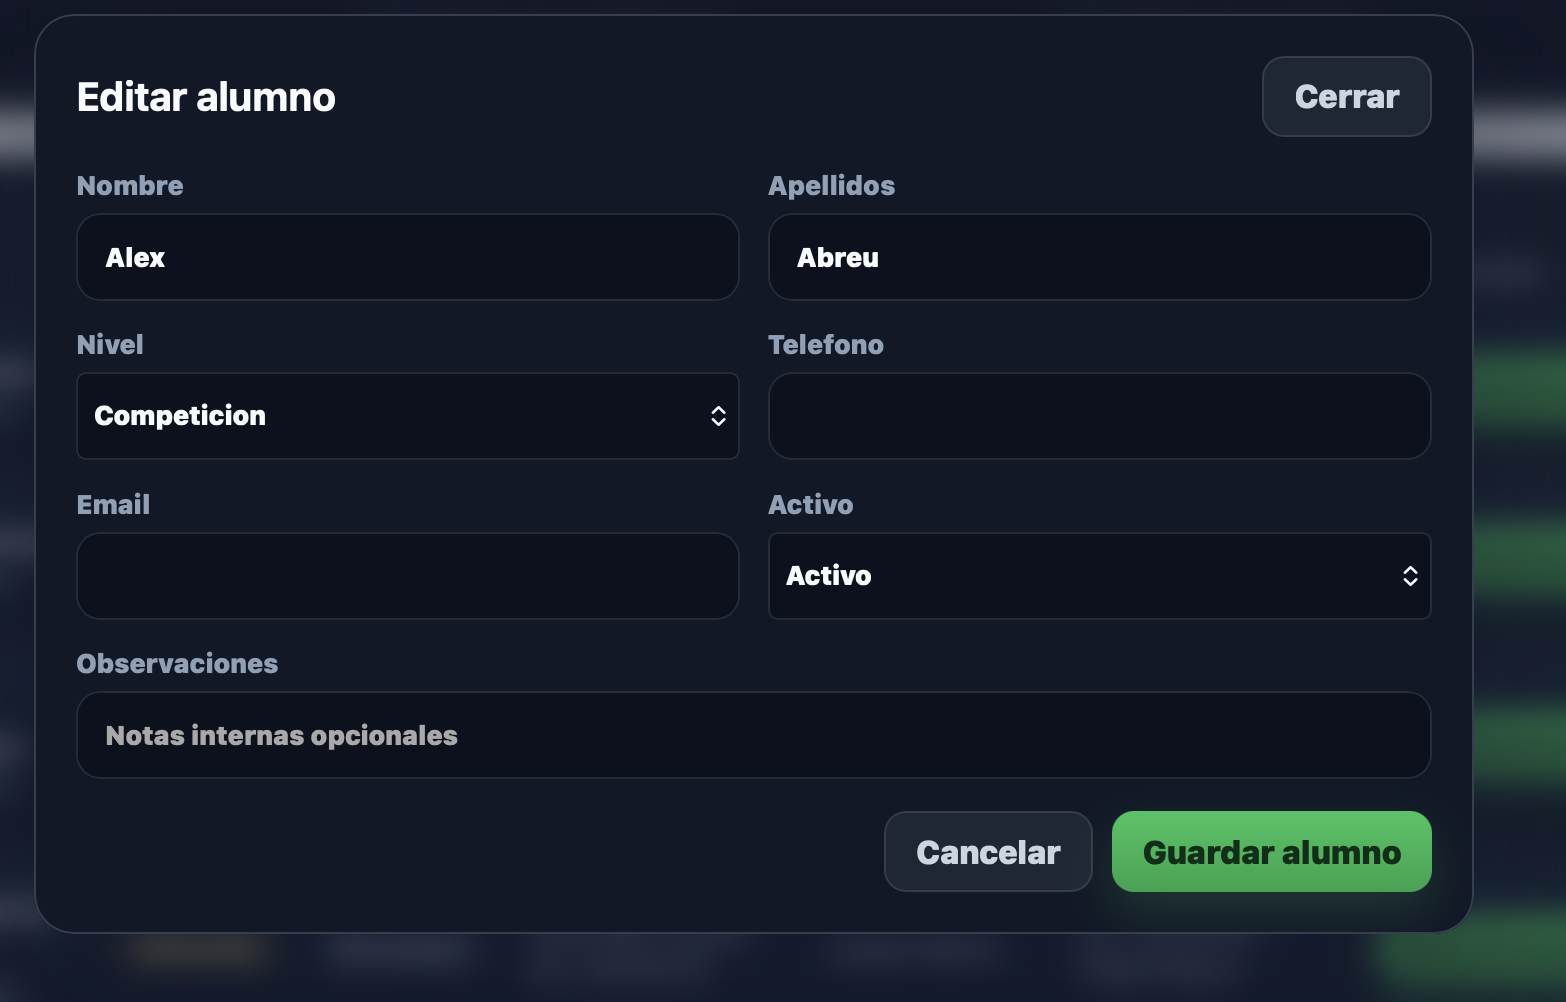 Editar alumno
Cerrar
Nombre
Apellidos
Alex
Abreu
Nivel
Telefono
Competicion
Email
Activo
Activo
Observaciones
Notas internas opcionales
Cancelar
Guardar alumno